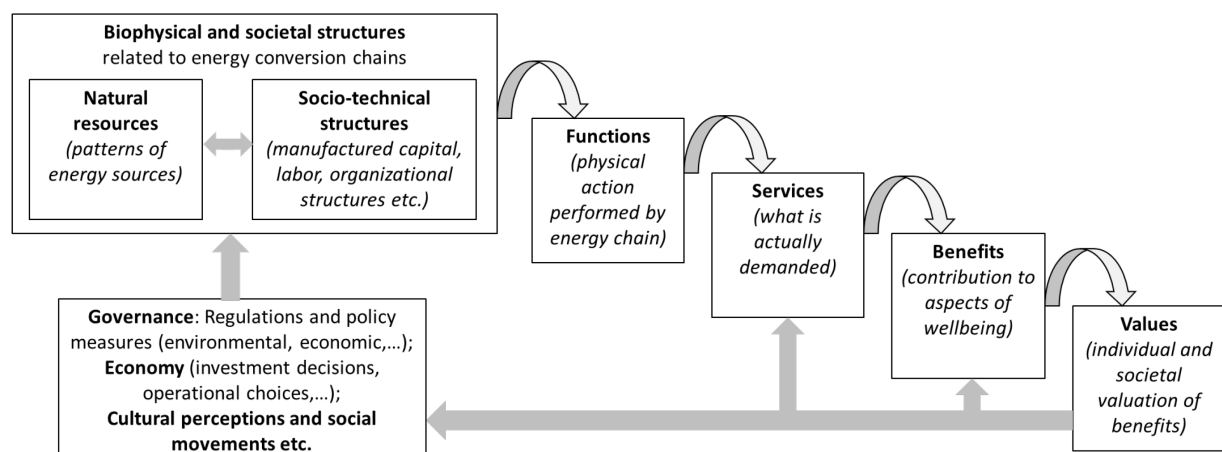 Biophysical and societal structures
related to energy conversion chains
Natural
resources
(patterns of
energy sources)
Socio-technical
structures
(manufactured capital,
labor, organizational
structures etc.)
Functions
(physical
action
performed by
energy chain)
Services
(what is
actually
demanded)
Benefits
(contribution to
aspects of
wellbeing)
Values
(individual and
societal
valuation of
benefits)
Governance: Regulations and policy
measures (environmental, economic,...);
Economy (investment decisions,
operational choices,...);
Cultural perceptions and social
movements etc.